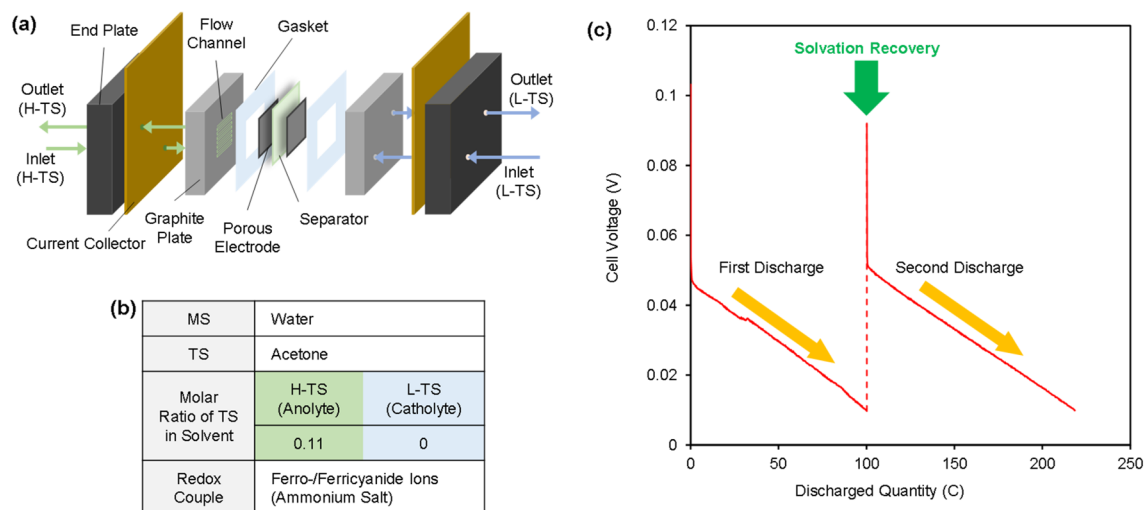 (a)
End Plate
Flow
Channel
Gasket
Outlet
(H-TS)
Inlet
(H-TS)
Outlet
(L-TS)
Inlet
(L-TS)
Current Collector
Graphite
Plate
Porous
Electrode
Separator
(b)
MS
Water
TS
Acetone
Molar
Ratio of TS
in Solvent
H-TS
(Anolyte)
L-TS
(Catholyte)
0.11
0
Redox
Couple
Ferro-/Ferricyanide Ions
(Ammonium Salt)
(c)
0.12
0.1
0.08
0.06
0.04
0.02
0
Cell Voltage (V)
Solvation Recovery
First Discharge
Second Discharge
0
50
100
150
200
250
Discharged Quantity (C)